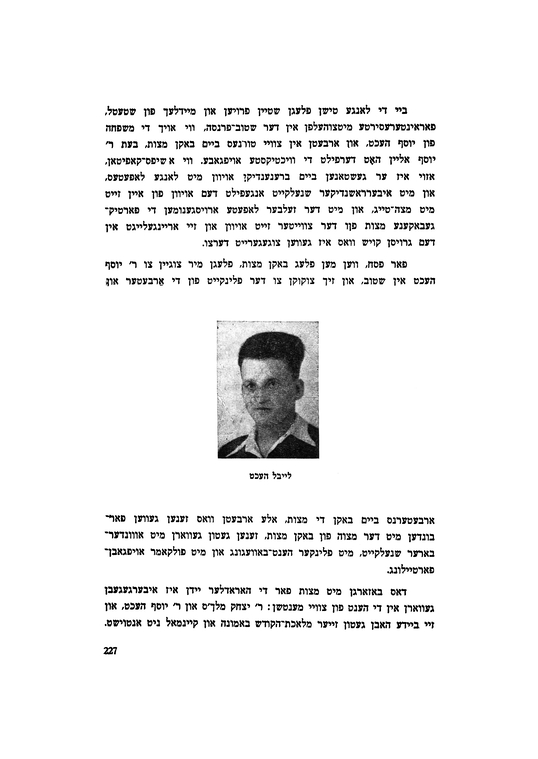 ביי די לאנגע טישן פלעגן שטיין פרויען און מיידלעך פון שטעטל,
פאראינטערעסירטע מיטצוהעלפן אין דער שטוב־פרנסה, ווי אויך די משפחה
פון יוסף העכט, און ארבעטן אין צוויי טורנעס ביים באקן מצות, בעת ר׳
יוסף אליין האָט דערפילט די וויכטיקסטע אויפגאבע. ווי א שיפס־קאפיטאן,
אזוי איז ער געשטאנען ביים ברענענדיקן אויוון מיט לאנגע לאפעטעס,
און מיט איבערראשנדיקער שנעלקייט אנגעפילט דעם אויוון פון איין זייט
מיט מצה־טייג, און מיט דער זעלבער לאפעטע ארויסגענומען די פארטיק־
געבאקענע מצות פון דער צווייטער זייט אויוון און זיי אריינגעלייגט אין
דעם גרויסן קויש וואס איז געווען צוגעגרייט דערצו.
פאר פסח, ווען מען פלעג באקן מצות, פלעגן מיר צוגיין צו ר׳ יוסף
העכט אין שטוב, און זיך צוקוקן צו דער פלינקייט פון די אַרבעטער און
לייבל העכט
ארבעטערנס ביים באקן די מצות, אלע ארבעטן וואס זענען געווען פאר־
בונדן מיט דער מצוה פון באקן מצות, זענען געטון געווארן מיט אוווונדער־
בארער שנעלקייט, מיט פלינקער הענט־באוועגונג און מיט פולקאמר אויפגאבן־
פארטיילונג.
דאס באזארגן מיט מצות פאר די האראדלער יידן איז איבערגעגעבן
געווארן אין די הענט פון צוויי מענטשן: ר׳ יצחק מלך׳ס און ר׳ יוסף העכט, און
זיי ביידע האבן געטון זייער מלאכת־הקודש באמונה און קיינמאל ניט אנטוישט.
227